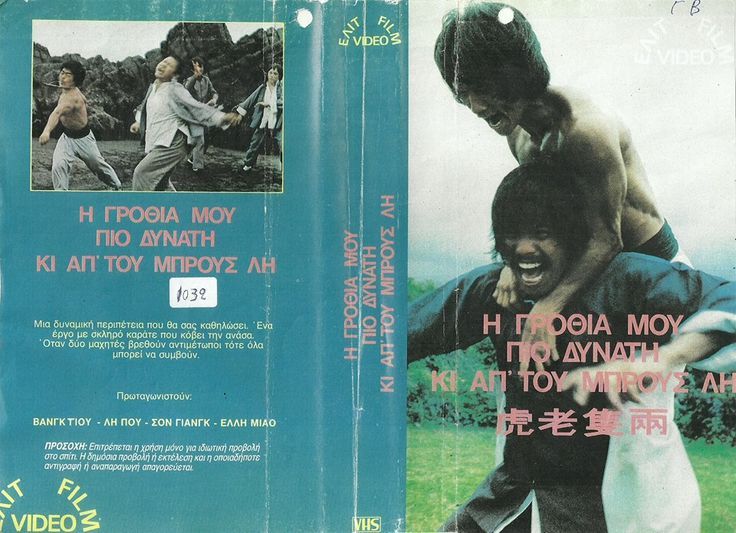 ΕΛΙΤ FILM
VIDEO
Η ΓΡΟΘΙΑ ΜΟΥ
ΠΙΟ ΔΥΝΑΤΗ
ΚΙ ΑΠ' ΤΟΥ ΜΠΡΟΥΣ ΛΗ
1032
Μια δυναμική περιπέτεια που θα σας καθηλώσει. Ένα
έργο με σκληρό καράτε που κόβει την ανάσα.
Όταν δύο μαχητές βρεθούν αντιμέτωποι τότε όλα
μπορεί να συμβούν.
Πρωταγωνιστούν:
ΒΑΝΓΚ ΤΙΟΥ - ΛΗ ΠΟΥ - ΣΟΝ ΓΙΑΝΓΚ - ΕΛΛΗ ΜΙΑΟ
ΠΡΟΣΟΧΗ: Επιτρέπεται η χρήση μόνο για ιδιωτική προβολή
στο σπίτι. Η δημόσια προβολή ή εκτέλεση και η οποιαδήποτε
αντιγραφή ή αναπαραγωγή απαγορεύεται.
ΕΛΙΤ FILM
VIDEO
Η ΓΡΟΘΙΑ ΜΟΥ
ΠΙΟ ΔΥΝΑΤΗ
ΚΙ ΑΠ' ΤΟΥ ΜΠΡΟΥΣ ΛΗ
VHS
Γ Β
ΕΛΙΤ FILM
VIDEO
Η ΓΡΟΘΙΑ ΜΟΥ
ΠΙΟ ΔΥΝΑΤΗ
ΚΙ ΑΠ' ΤΟΥ ΜΠΡΟΥΣ ΛΗ
虎老隻兩